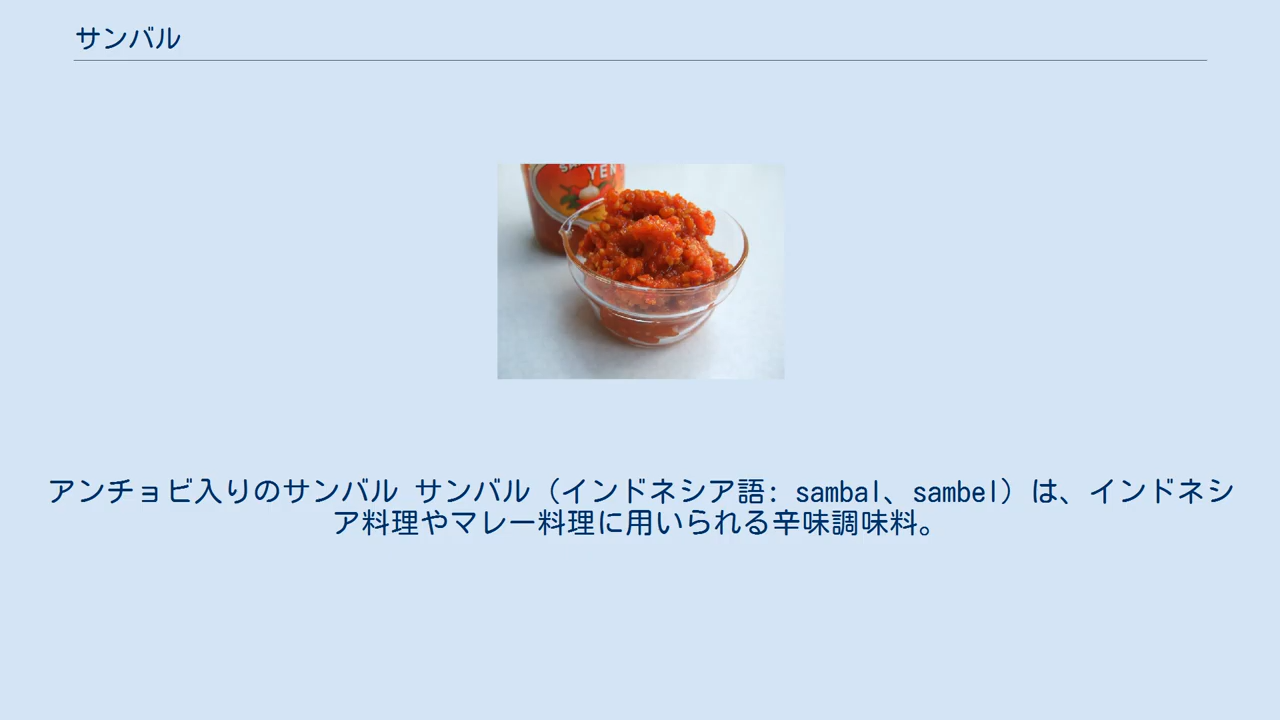 サンバル
YEN
アンチョビ入りのサンバル サンバル（インドネシア語: sambal、sambel）は、インドネシ
ア料理やマレー料理に用いられる辛味調味料。